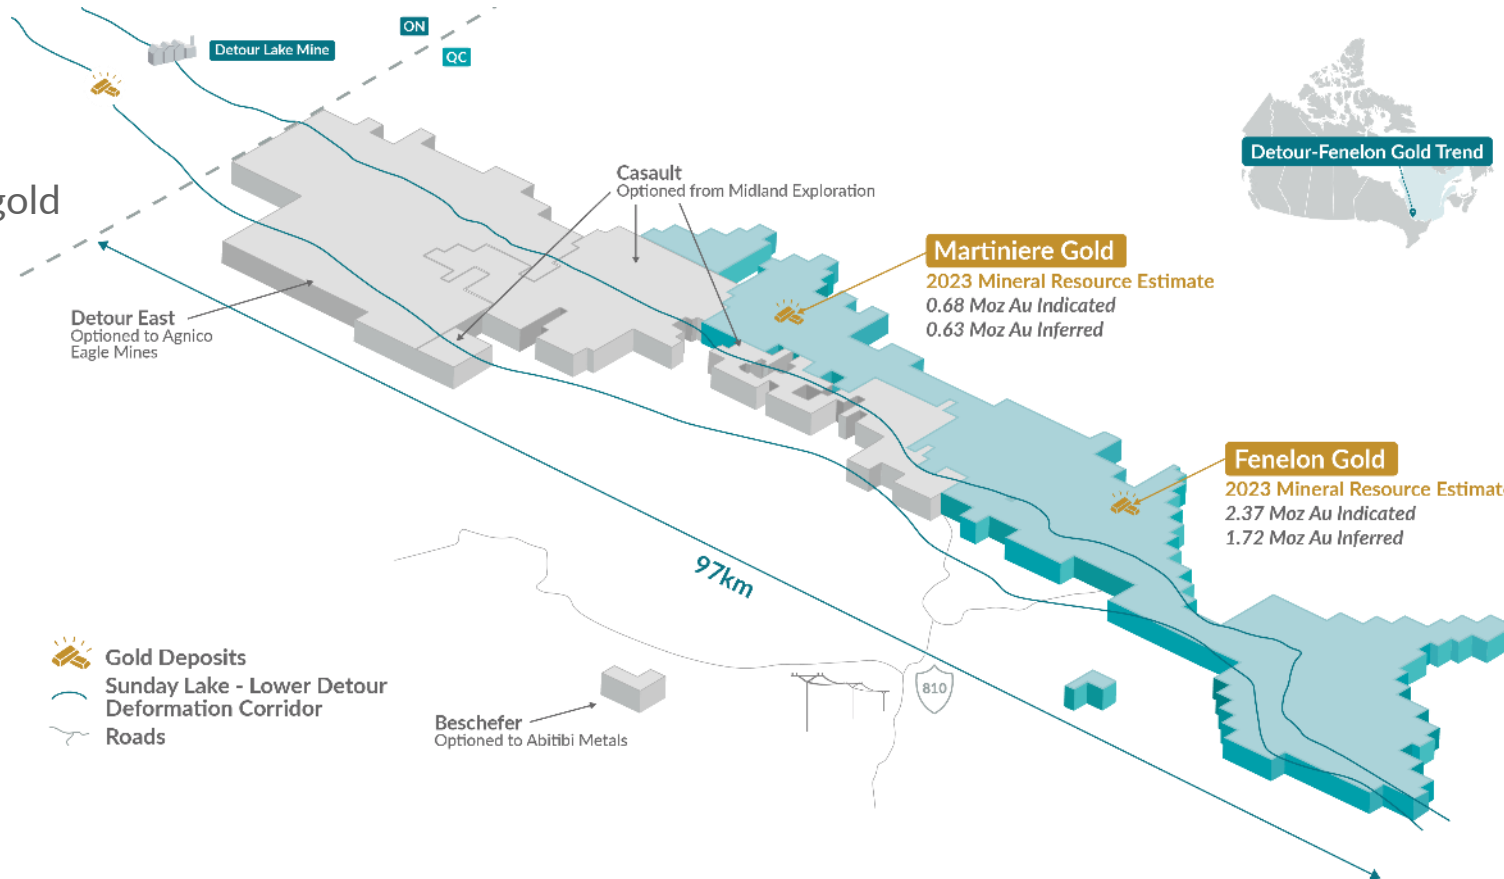 ON
QC
Detour Lake Mine
gold
Detour-Fenelon Gold Trend
Casault
Optioned from Midland Exploration
Martiniere Gold
2023 Mineral Resource Estimate
0.68 Moz Au Indicated
0.63 Moz Au Inferred
Detour East
Optioned to Agnico
Eagle Mines
Fenelon Gold
2023 Mineral Resource Estimat
2.37 Moz Au Indicated
1.72 Moz Au Inferred
97km
Gold Deposits
Sunday Lake - Lower Detour
Deformation Corridor
Roads
810
Beschefer
Optioned to Abitibi Metals